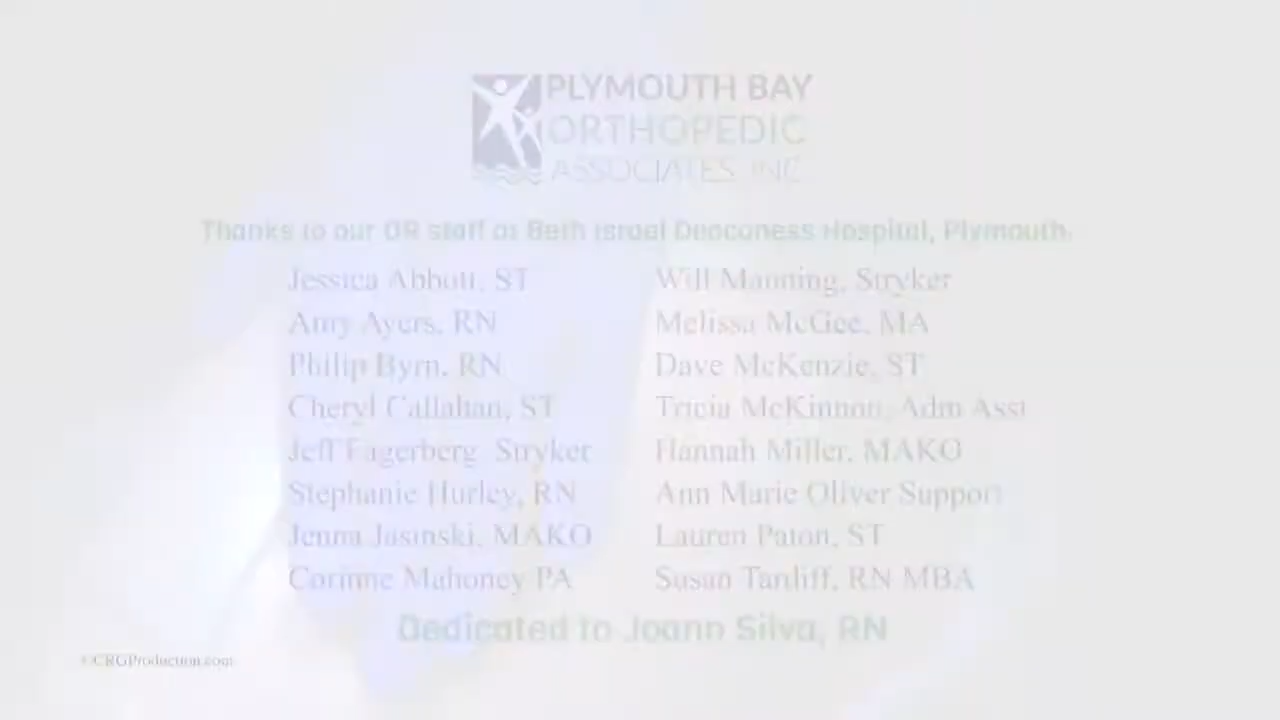 PLYMOUTH BAY
ORTHOPEDIC
ASSOCIATES, INC.
Thanks to our OR staff at Beth Israel Deaconess Hospital, Plymouth.
Jessica Abbott, ST
Amy Ayers, RN
Philip Byrn, RN
Cheryl Callahan, ST
Jeff Fagerberg, Stryker
Stephanie Hurley, RN
Jenna Jasinski, MAKO
Corinne Mahoney PA
Will Manning, Stryker
Melissa McGee, MA
Dave McKenzie, ST
Tricia McKinnon, Adm Asst
Hannah Miller, MAKO
Ann Marie Oliver Support
Lauren Paton, ST
Susan Tardiff, RN MBA
Dedicated to Joann Silva, RN
©CRGProduction.com